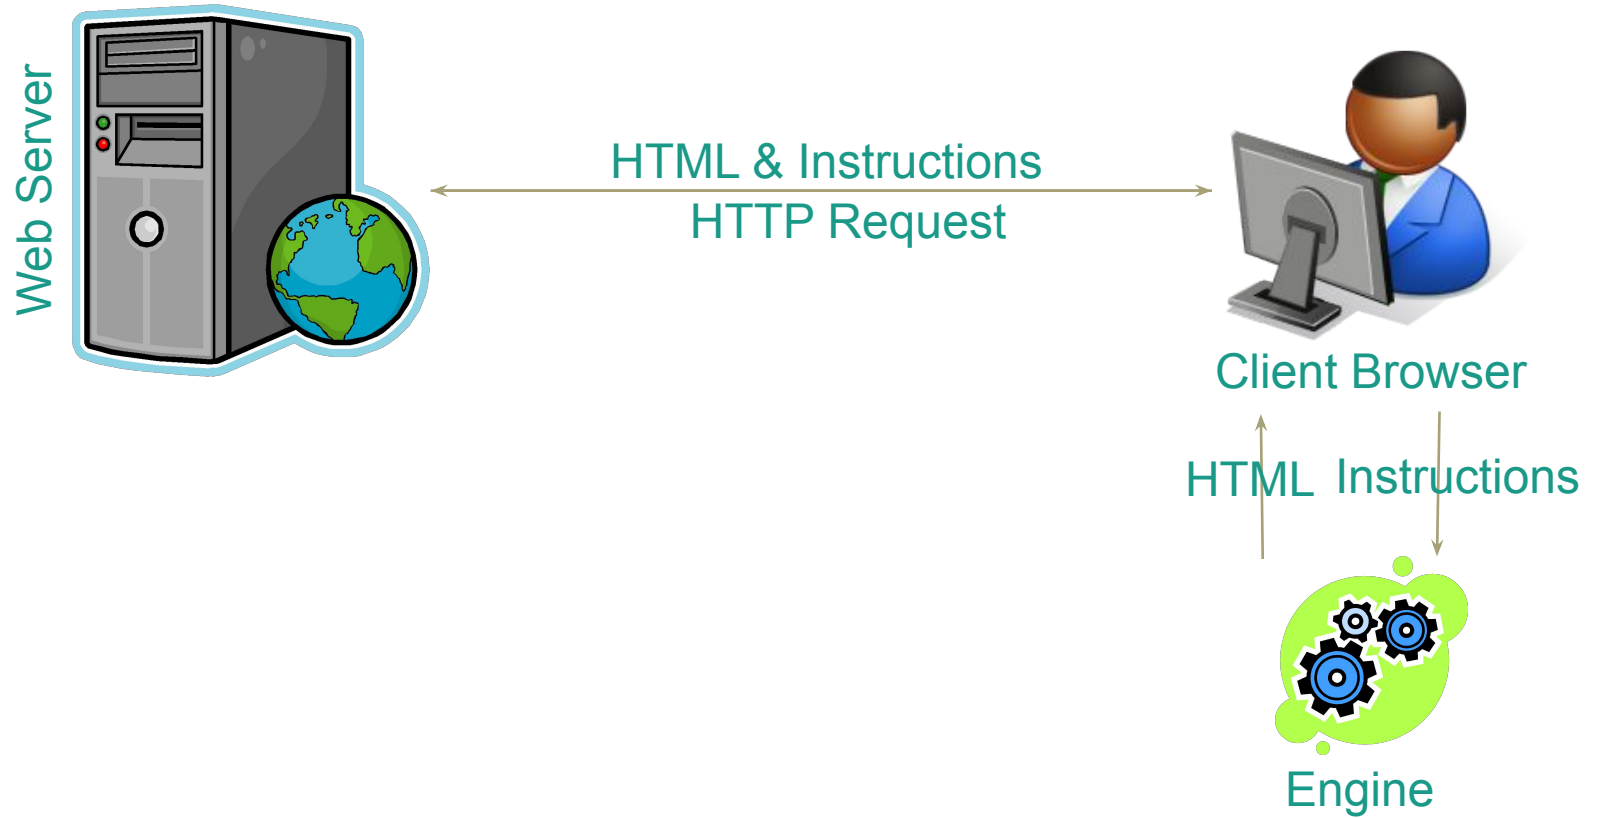 Web Server
HTML & Instructions
HTTP Request
Client Browser
HTML
Instructions
Engine